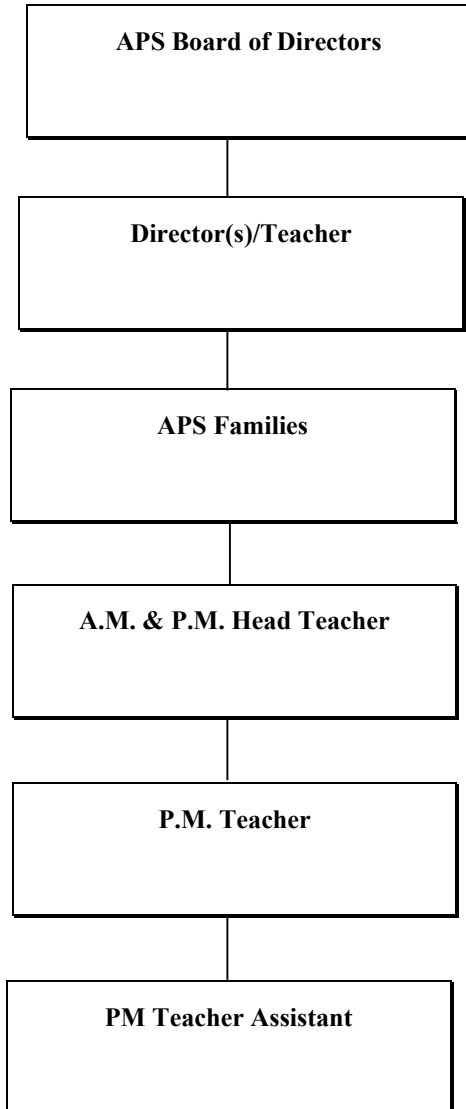 APS Board of Directors
Director(s)/Teacher
APS Families
A.M. & P.M. Head Teacher
P.M. Teacher
PM Teacher Assistant